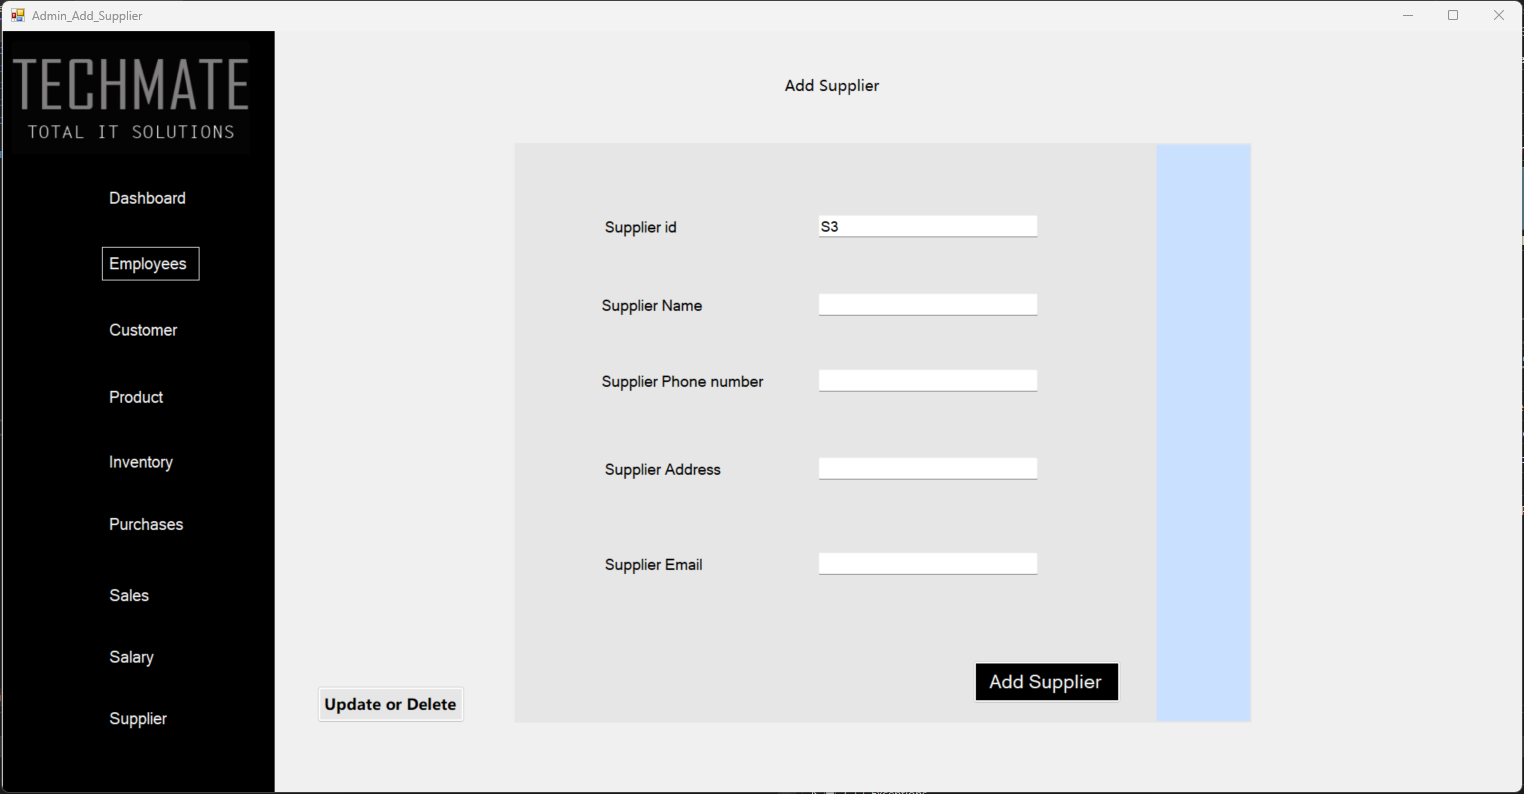 Admin_Add_Supplier
TECHMATE
TOTAL IT SOLUTIONS
Dashboard
Employees
Customer
Product
Inventory
Purchases
Sales
Salary
Supplier
Add Supplier
Supplier id
S3
Supplier Name
Supplier Phone number
Supplier Address
Supplier Email
Add Supplier
Update or Delete